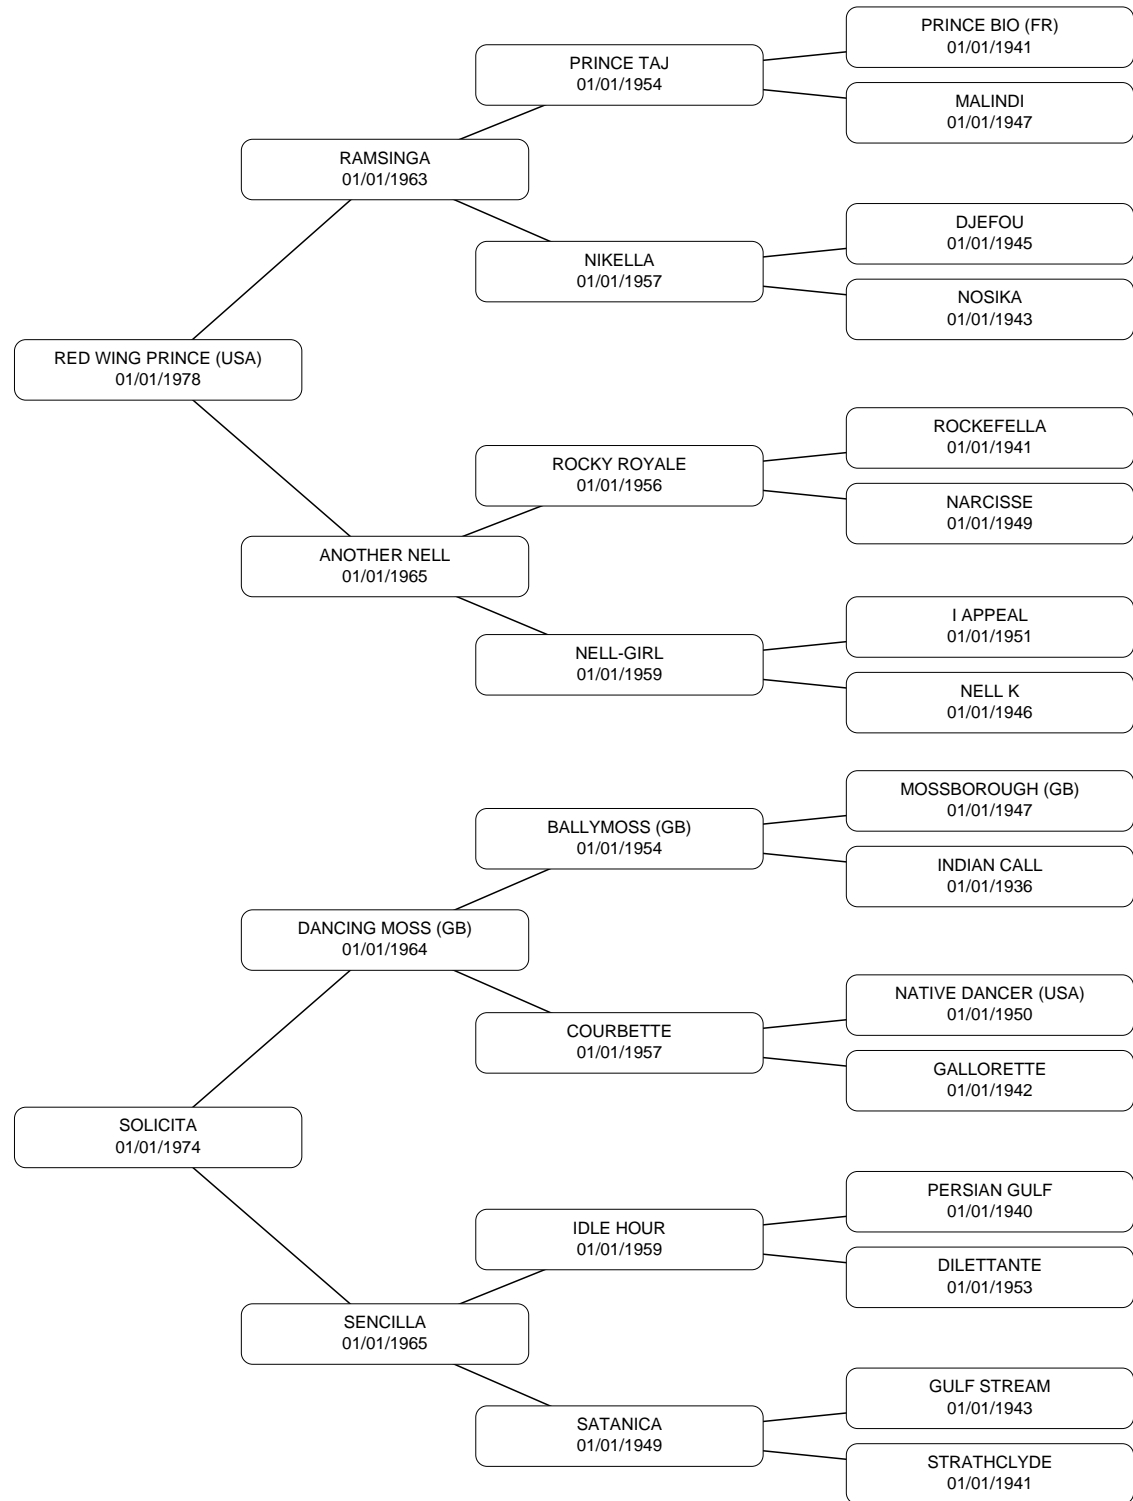 PRINCE BIO (FR)
01/01/1941
PRINCE TAJ
01/01/1954
MALINDI
01/01/1947
RAMSINGA
01/01/1963
DJEFOU
01/01/1945
NIKELLA
01/01/1957
NOSIKA
01/01/1943
RED WING PRINCE (USA)
01/01/1978
ROCKEFELLA
01/01/1941
ROCKY ROYALE
01/01/1956
NARCISSE
01/01/1949
ANOTHER NELL
01/01/1965
I APPEAL
01/01/1951
NELL-GIRL
01/01/1959
NELL K
01/01/1946
MOSSBOROUGH (GB)
01/01/1947
BALLYMOSS (GB)
01/01/1954
INDIAN CALL
01/01/1936
DANCING MOSS (GB)
01/01/1964
NATIVE DANCER (USA)
01/01/1950
COURBETTE
01/01/1957
GALLORETTE
01/01/1942
SOLICITA
01/01/1974
PERSIAN GULF
01/01/1940
IDLE HOUR
01/01/1959
DILETTANTE
01/01/1953
SENCILLA
01/01/1965
GULF STREAM
01/01/1943
SATANICA
01/01/1949
STRATHCLYDE
01/01/1941